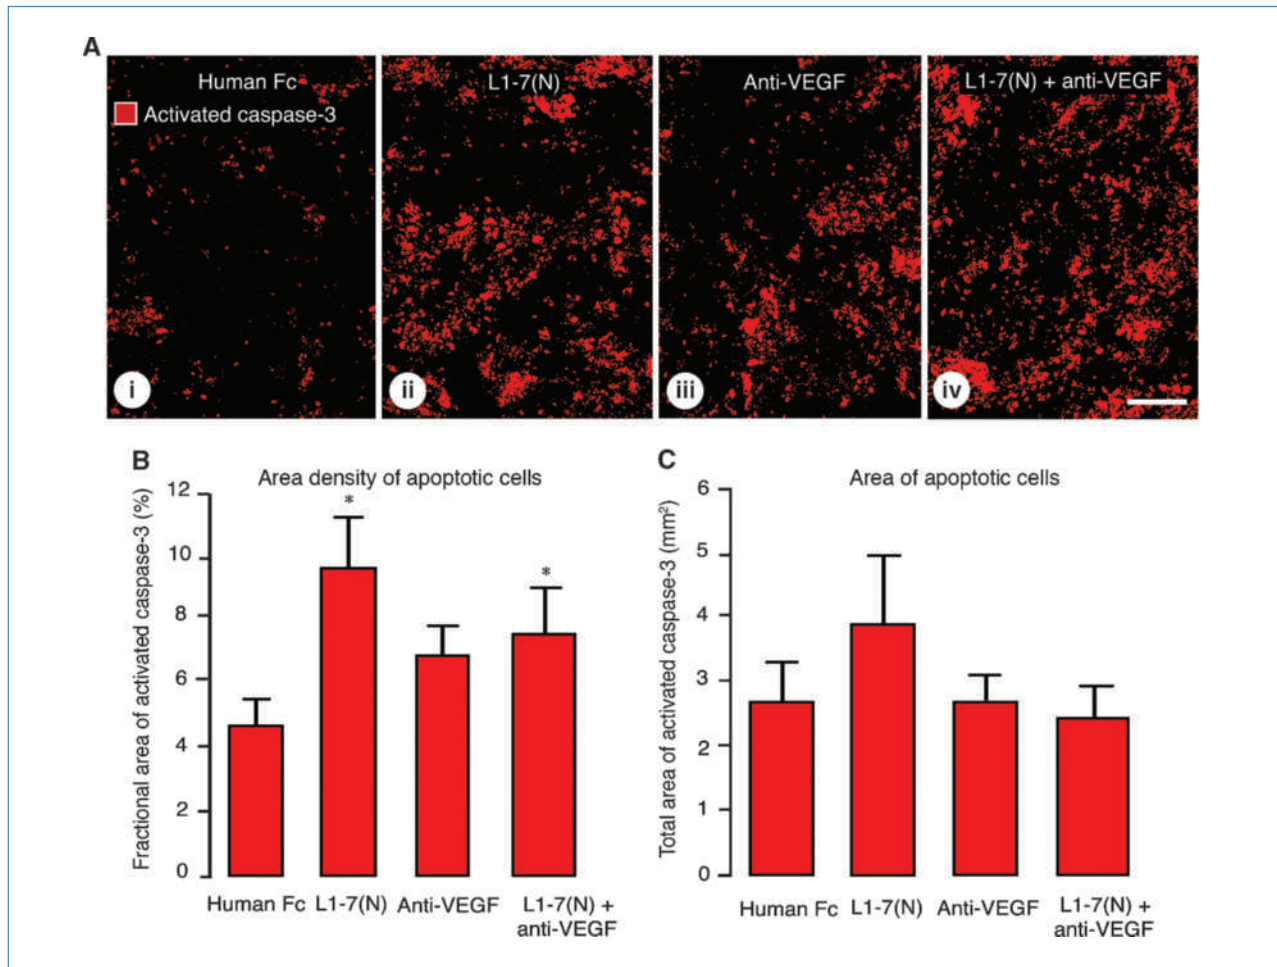 A
Human Fc
Activated caspase-3
L1-7(N)
Anti-VEGF
L1-7(N) + anti-VEGF
i
ii
iii
iv
B
Area density of apoptotic cells
Fractional area of activated caspase-3 (%)
12
10
8
6
4
2
0
*
*
Human Fc
L1-7(N)
Anti-VEGF
L1-7(N) +
anti-VEGF
C
Area of apoptotic cells
Total area of activated caspase-3 (mm²)
6
5
4
3
2
1
0
Human Fc
L1-7(N)
Anti-VEGF
L1-7(N) +
anti-VEGF